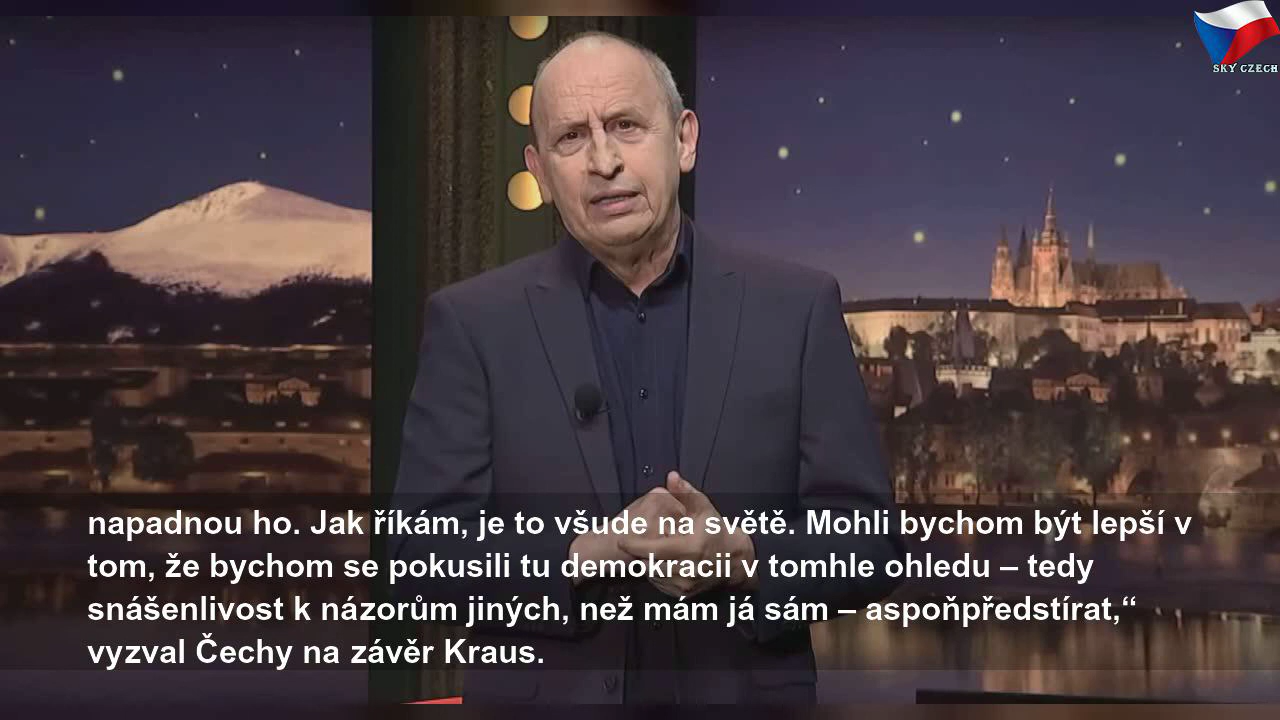 SKY CZECH
napadnou ho. Jak říkám, je to všude na světě. Mohli bychom být lepší v
tom, že bychom se pokusili tu demokracii v tomhle ohledu – tedy
snášenlivost k názorům jiných, než mám já sám – aspoňpředstírat,“
vyzval Čechy na závěr Kraus.